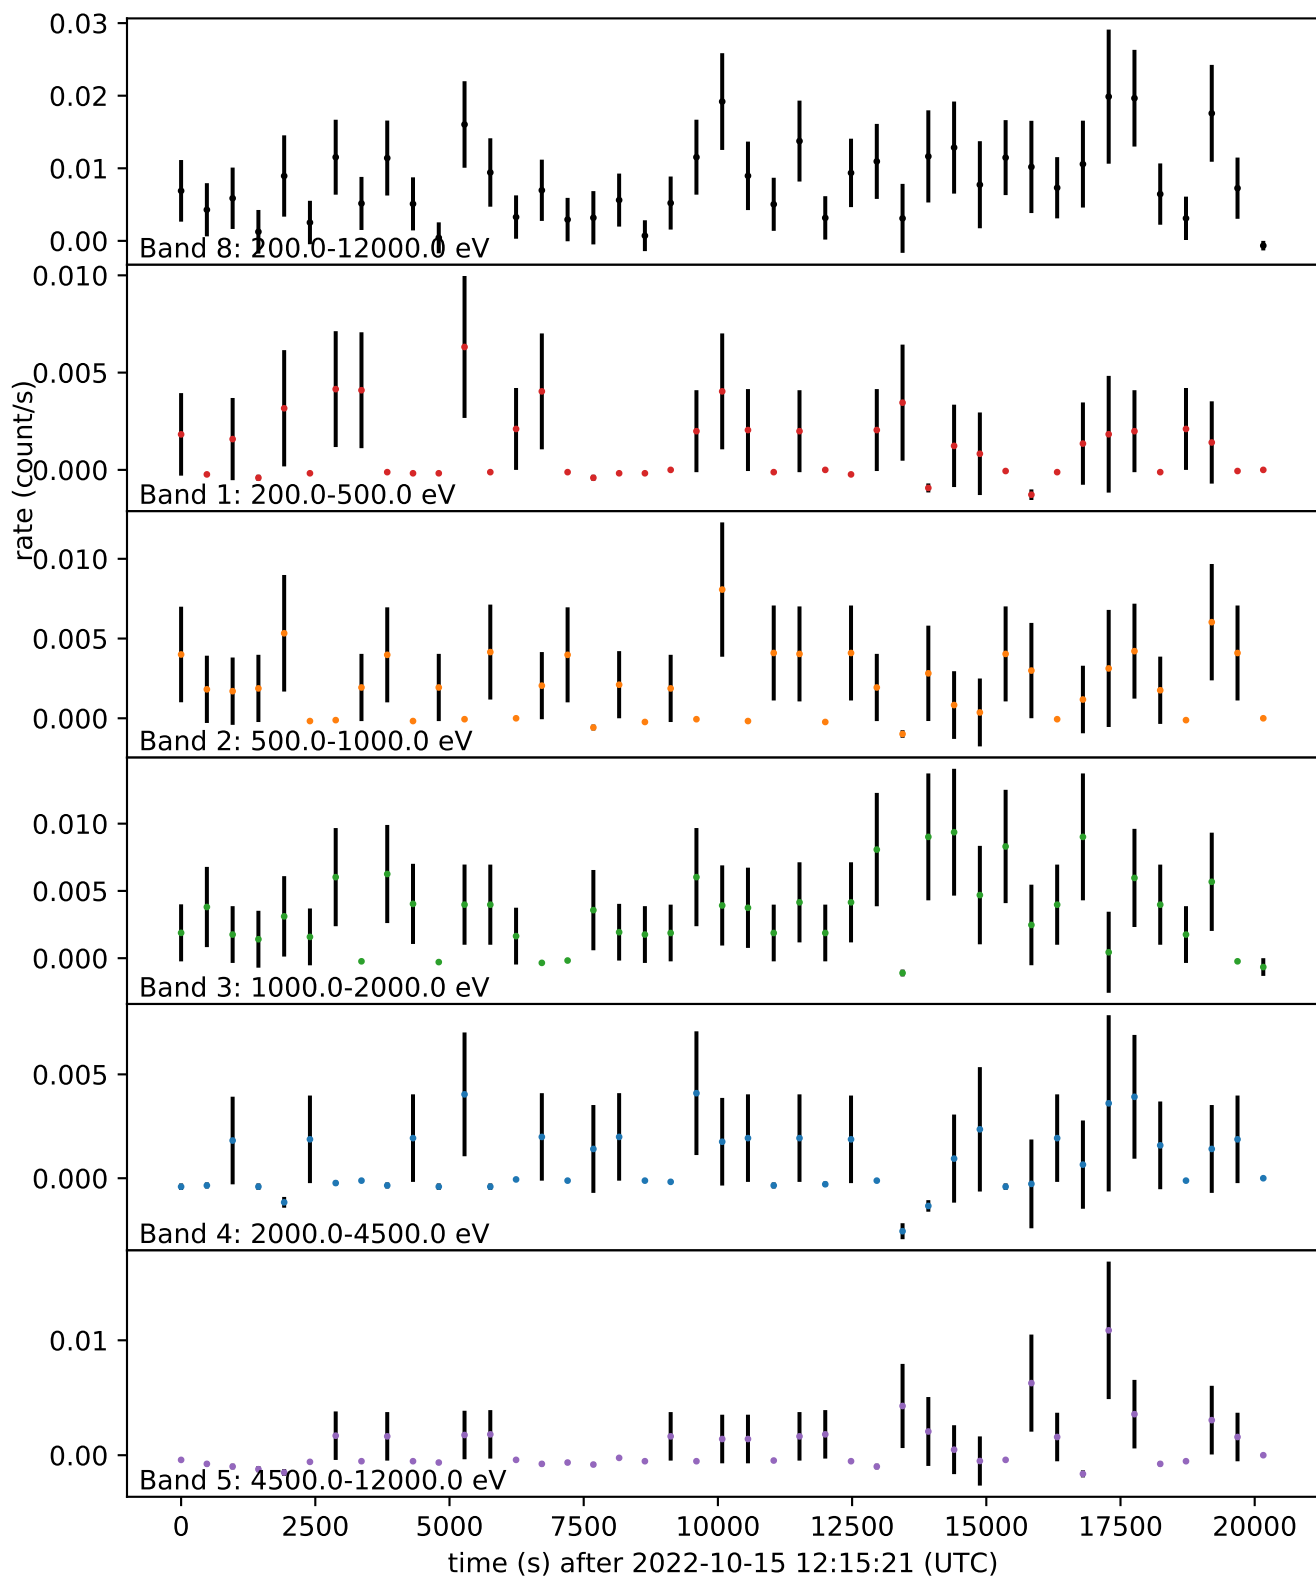 0.03
0.02
0.01
0.00
Band 8: 200.0-12000.0 eV
0.010
0.005
0.000
Band 1: 200.0-500.0 eV
rate (count/s)
0.010
0.005
0.000
Band 2: 500.0-1000.0 eV
0.010
0.005
0.000
Band 3: 1000.0-2000.0 eV
0.005
0.000
Band 4: 2000.0-4500.0 eV
0.01
0.00
Band 5: 4500.0-12000.0 eV
0 2500 5000 7500 10000 12500 15000 17500 20000
time (s) after 2022-10-15 12:15:21 (UTC)